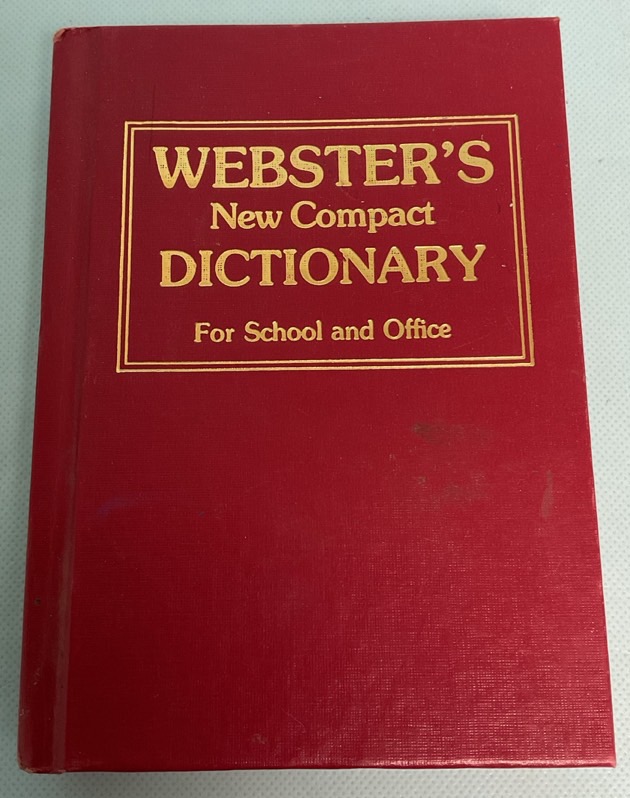 WEBSTER'S
New Compact
DICTIONARY
For School and Office